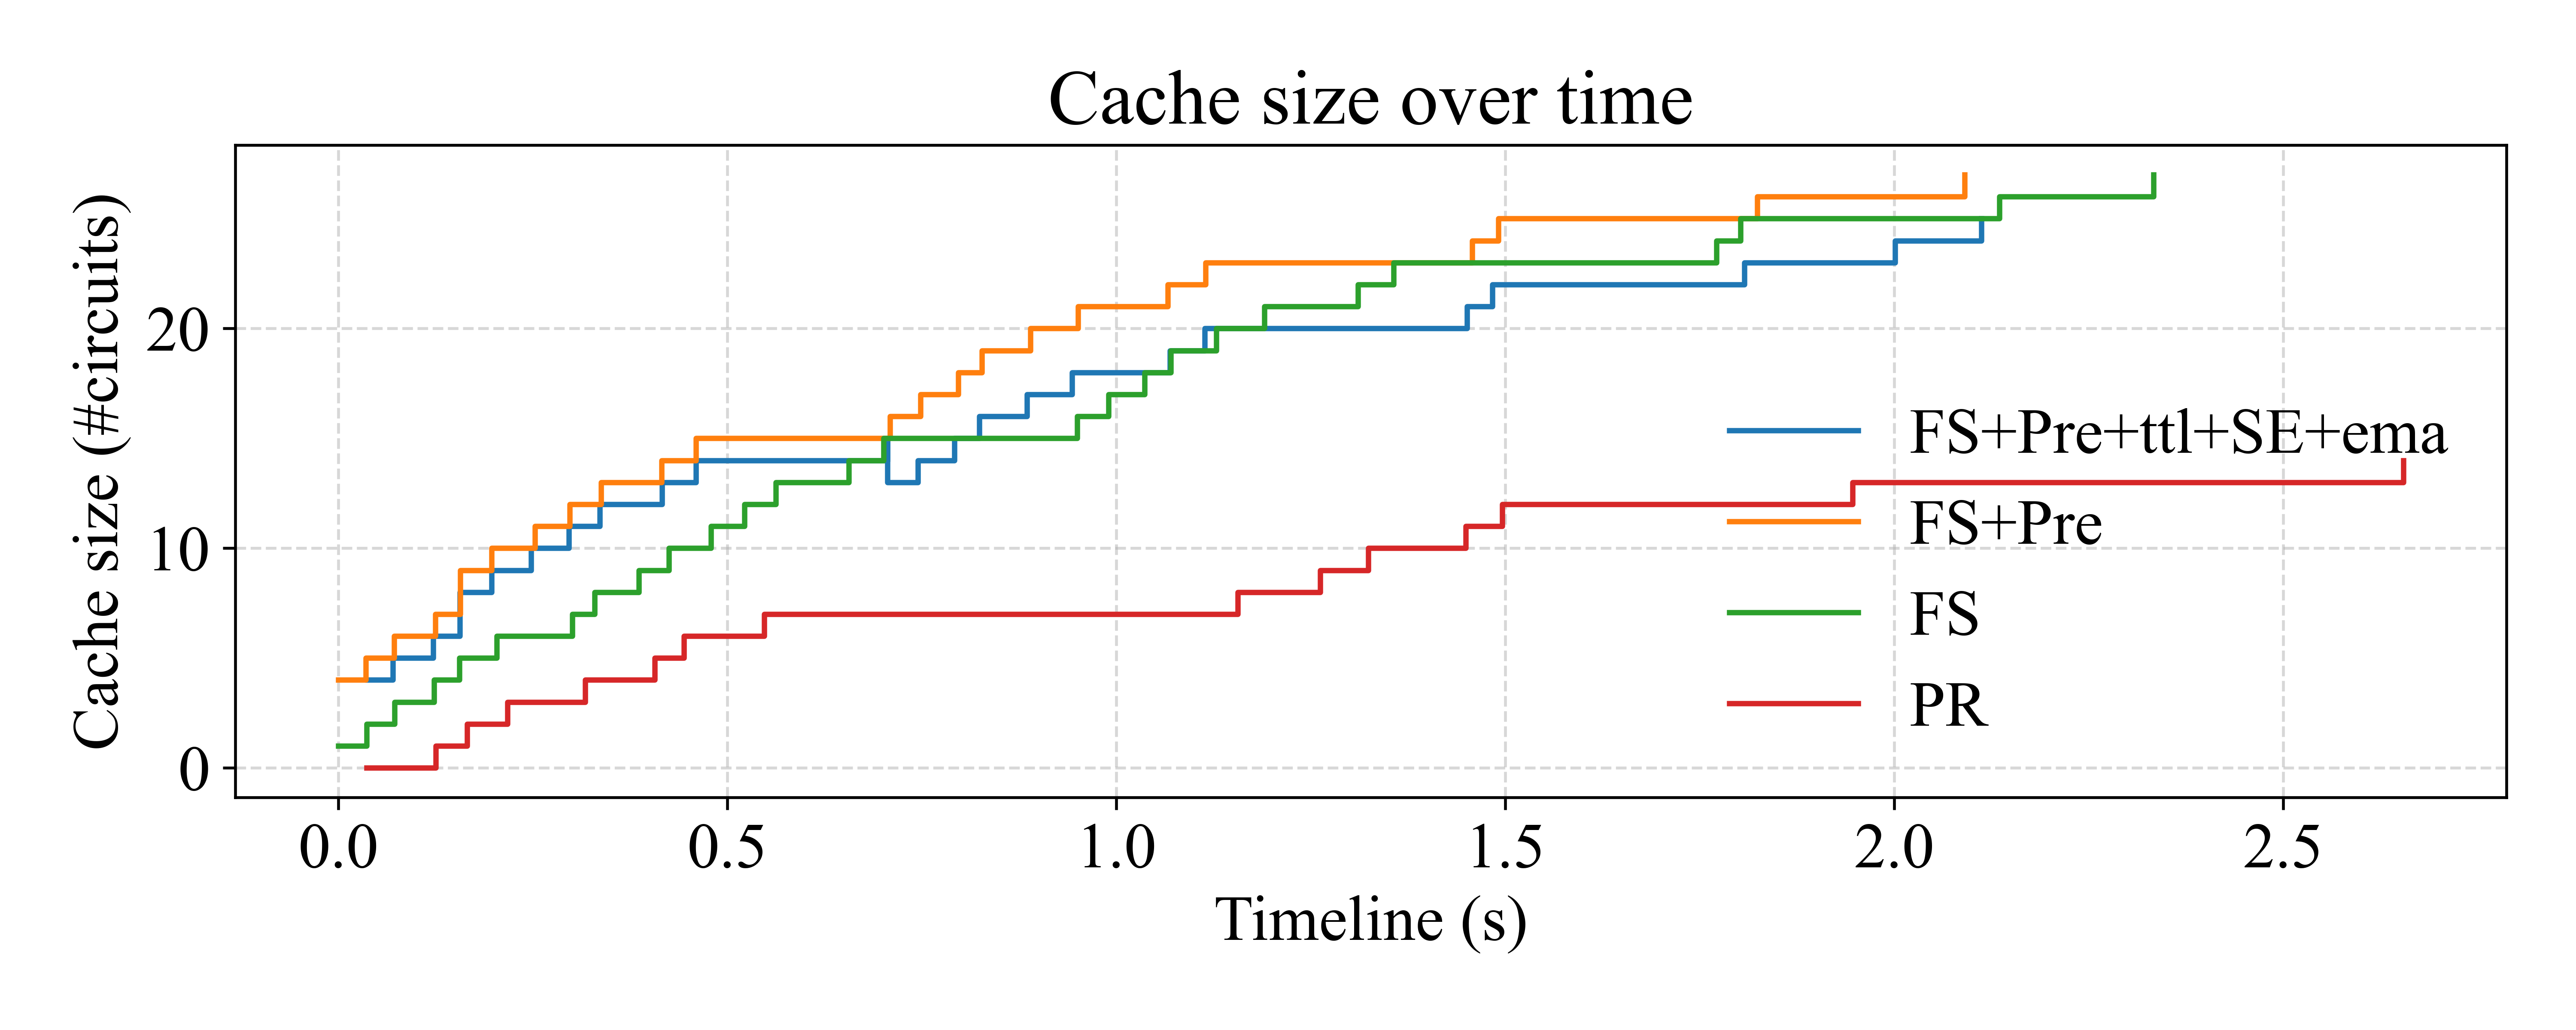 Cache size over time
Cache size (#circuits)
20
10
0
FS+Pre+ttl+SE+ema
FS+Pre
FS
PR
0.0 0.5 1.0 1.5 2.0 2.5
Timeline (s)